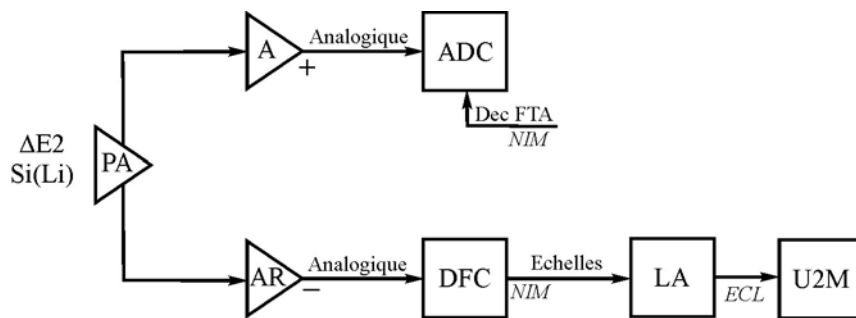 A
Analogique
+
ADC
Dec FTA
NIM
ΔE2
Si(Li)
PA
AR
Analogique
−
DFC
Echelles
NIM
LA
ECL
U2M